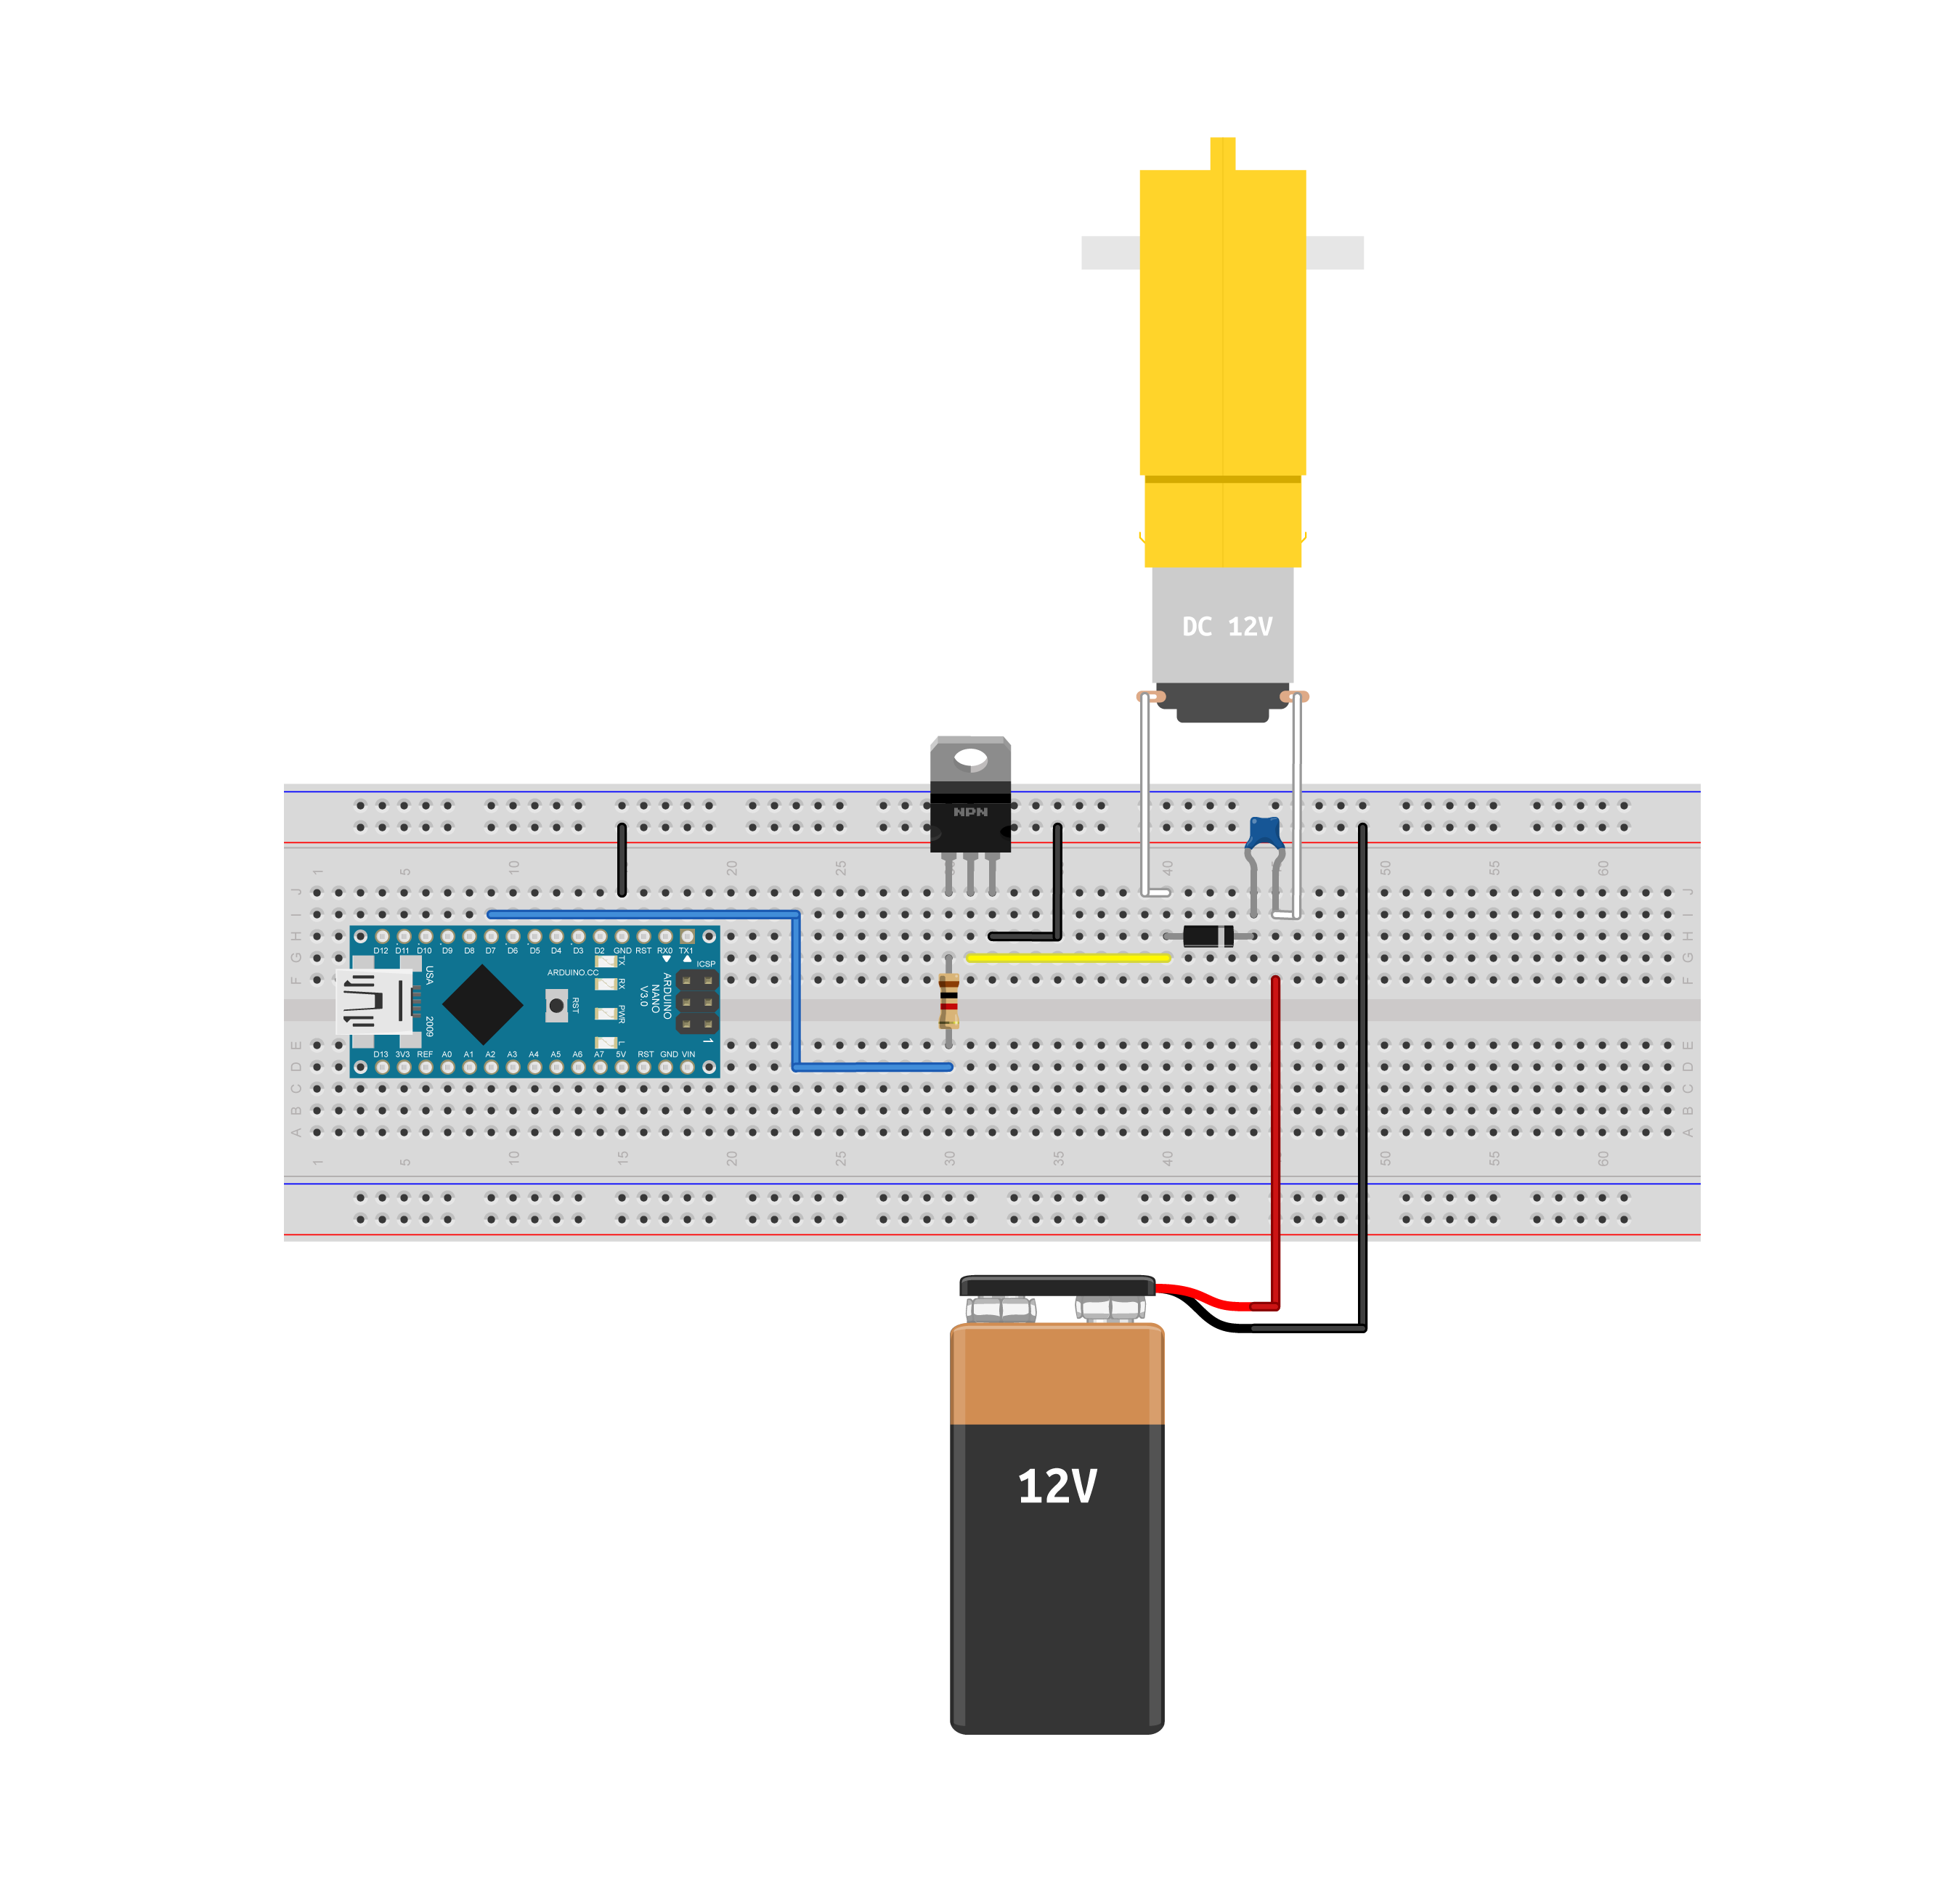 DC 12V
NPN
1 5 10 20 25 40 50 55 60
J J
I I
H H
G G
F F
D12 D11 D10 D9 D8 D7 D6 D5 D4 D3 D2 GND RST RX0 TX1
USA
2009
ARDUINO.CC
RST
TX
RX
PWR
L
ARDUINO
NANO
V3.0
ICSP
1
D13 3V3 REF A0 A1 A2 A3 A4 A5 A6 A7 5V RST GND VIN
E E
D D
C C
B B
A A
1 5 10 15 20 25 30 35 40 50 55 60
12V